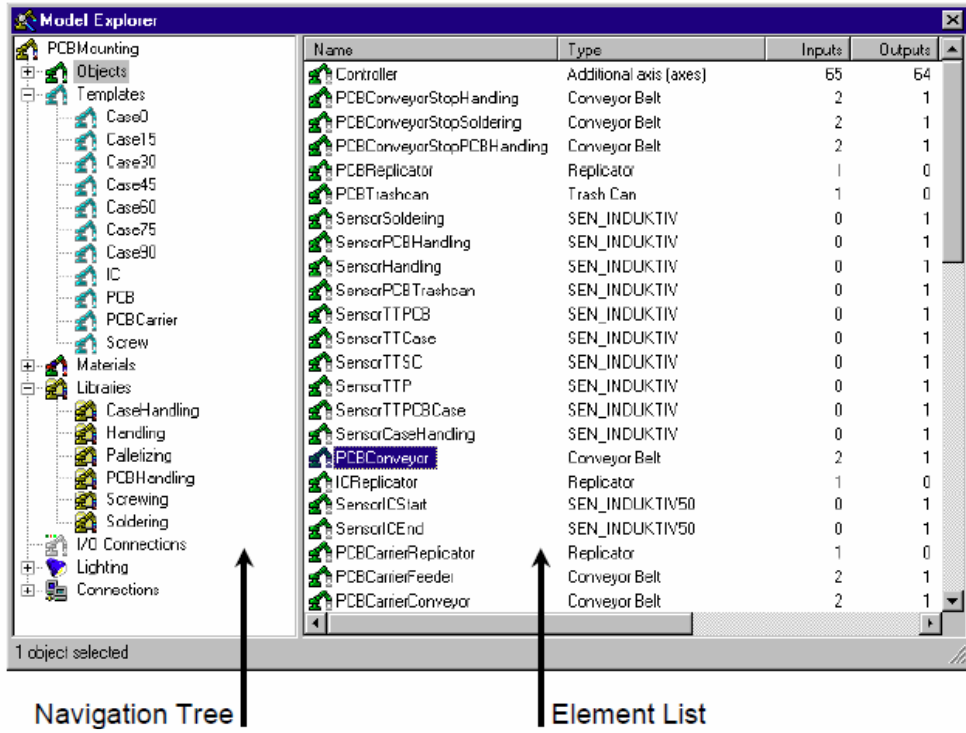 Model Explorer
PCBMounting
Objects
Templates
Case0
Case15
Case30
Case45
Case60
Case75
Case90
IC
PCB
PCBCarrier
Screw
Materials
Libraries
CaseHandling
Handling
Palletizing
PCBHandling
Screwing
Soldering
I/O Connections
Lighting
Connections
Name Type Inputs Outputs
Controller Additional axis (axes) 65 64
PCBConveyorStopHanding Conveyor Belt 2 1
PCBConveyorStopSoldering Conveyor Belt 2 1
PCBConveyorStopPCBHandling Conveyor Belt 2 1
PCBReplicator Replicator 1 0
PCBTrashcan Trash Can 1 0
SensorSoldering SEN_INDUKTIV 0 1
SensorPCBHandling SEN_INDUKTIV 0 1
SensorHandling SEN_INDUKTIV 0 1
SensorPCBTrashcan SEN_INDUKTIV 0 1
SensorTTPCB SEN_INDUKTIV 0 1
SensorTTCase SEN_INDUKTIV 0 1
SensorTTSC SEN_INDUKTIV 0 1
SensorTTP SEN_INDUKTIV 0 1
SensorTTPCBCase SEN_INDUKTIV 0 1
SensorCaseHandling SEN_INDUKTIV 0 1
PCBConveyor Conveyor Belt 2 1
ICReplicator Replicator 1 0
SensorICStart SEN_INDUKTIV50 0 1
SensorICEnd SEN_INDUKTIV50 0 1
PCBCarrierReplicator Replicator 1 0
PCBCarrierFeeder Conveyor Belt 2 1
PCBCarrierConveyor Conveyor Belt 2 1
1 object selected
Navigation Tree Element List